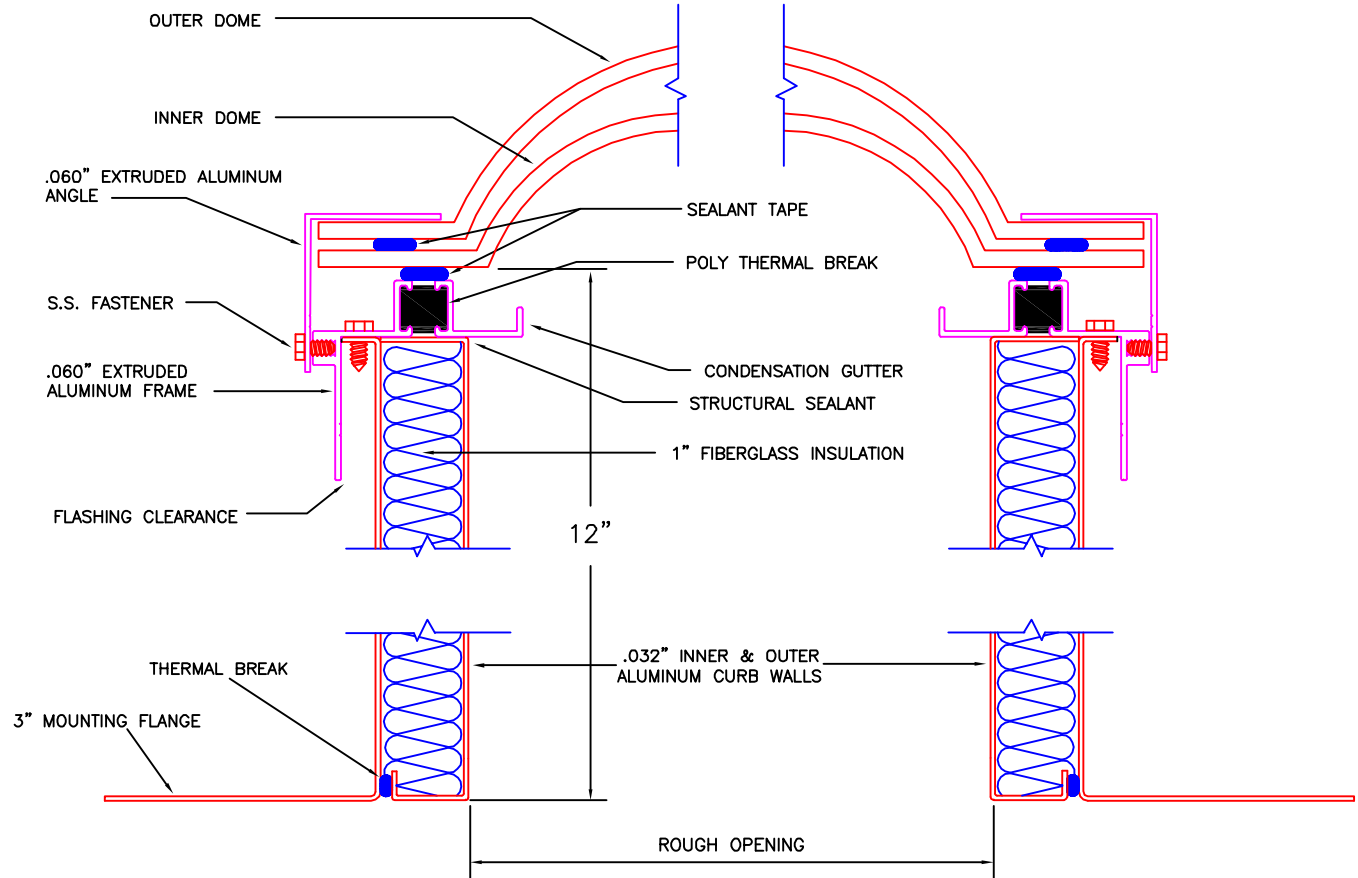 OUTER DOME
INNER DOME
.060” EXTRUDED ALUMINUM
ANGLE
SEALANT TAPE
POLY THERMAL BREAK
S.S. FASTENER
.060” EXTRUDED
ALUMINUM FRAME
CONDENSATION GUTTER
STRUCTURAL SEALANT
1” FIBERGLASS INSULATION
FLASHING CLEARANCE
12”
THERMAL BREAK
.032” INNER & OUTER
ALUMINUM CURB WALLS
3” MOUNTING FLANGE
ROUGH OPENING